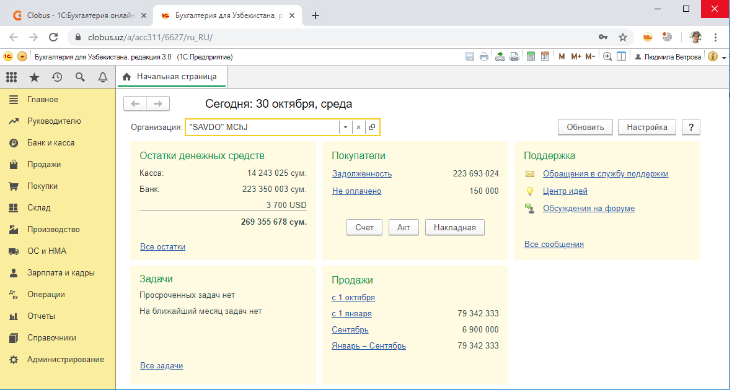 Clobus - 1С:Бухгалтерия онлайн
Бухгалтерия для Узбекистана, р
clobus.uz/a/acc311/6627/ru_RU/
Бухгалтерия для Узбекистана, редакция 3.0 (1С:Предприятие)
M M+ M-
Людмила Ветрова
Начальная страница
Главное
Руководителю
Банк и касса
Продажи
Покупки
Склад
Производство
ОС и НМА
Зарплата и кадры
Операции
Отчеты
Справочники
Администрирование
Сегодня: 30 октября, среда
Организация: "SAVDO" MChJ
Обновить Настройка ?
Остатки денежных средств
Касса: 14 243 025 сум.
Банк: 223 350 003 сум.
3 700 USD
269 355 678 сум.
Все остатки
Покупатели
Задолженность 223 693 024
Не оплачено 150 000
Счет Акт Накладная
Поддержка
Обращения в службу поддержки
Центр идей
Обсуждения на форуме
Все сообщения
Задачи
Просроченных задач нет
На ближайший месяц задач нет
Все задачи
Продажи
с 1 октября
с 1 января 79 342 333
Сентябрь 6 900 000
Январь – Сентябрь 79 342 333